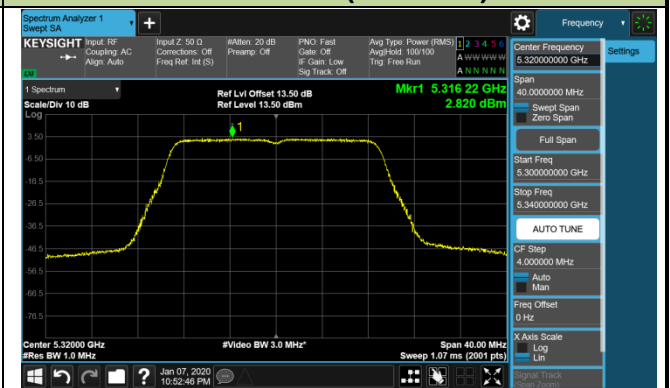 Spectrum Analyzer 1
Swept SA
+
Frequency
KEYSIGHT
Input: RF
Coupling: AC
Align: Auto
Input Z: 50 Ω
Corrections: Off
Freq Ref: Int (S)
#Atten: 20 dB
Preamp: Off
PNO: Fast
Gate: Off
IF Gain: Low
Sig Track: Off
Avg Type: Power (RMS)
Avg|Hold: 100/100
Trig: Free Run
1 2 3 4 5 6
A W W W W W
A N N N N N
LXI
1 Spectrum
Scale/Div 10 dB
Log
Ref Lvl Offset 13.50 dB
Ref Level 13.50 dBm
Mkr1 5.316 22 GHz
2.820 dBm
1
3.50
-6.50
-16.5
-26.5
-36.5
-46.5
-56.5
-66.5
-76.5
Center 5.32000 GHz
#Res BW 1.0 MHz
#Video BW 3.0 MHz*
Span 40.00 MHz
Sweep 1.07 ms (2001 pts)
Center Frequency
5.320000000 GHz
Settings
Span
40.0000000 MHz
Swept Span
Zero Span
Full Span
Start Freq
5.300000000 GHz
Stop Freq
5.340000000 GHz
AUTO TUNE
CF Step
4.000000 MHz
Auto
Man
Freq Offset
0 Hz
X Axis Scale
Log
Lin
Signal Track
(Span Zoom)
?
Jan 07, 2020
10:52:46 PM